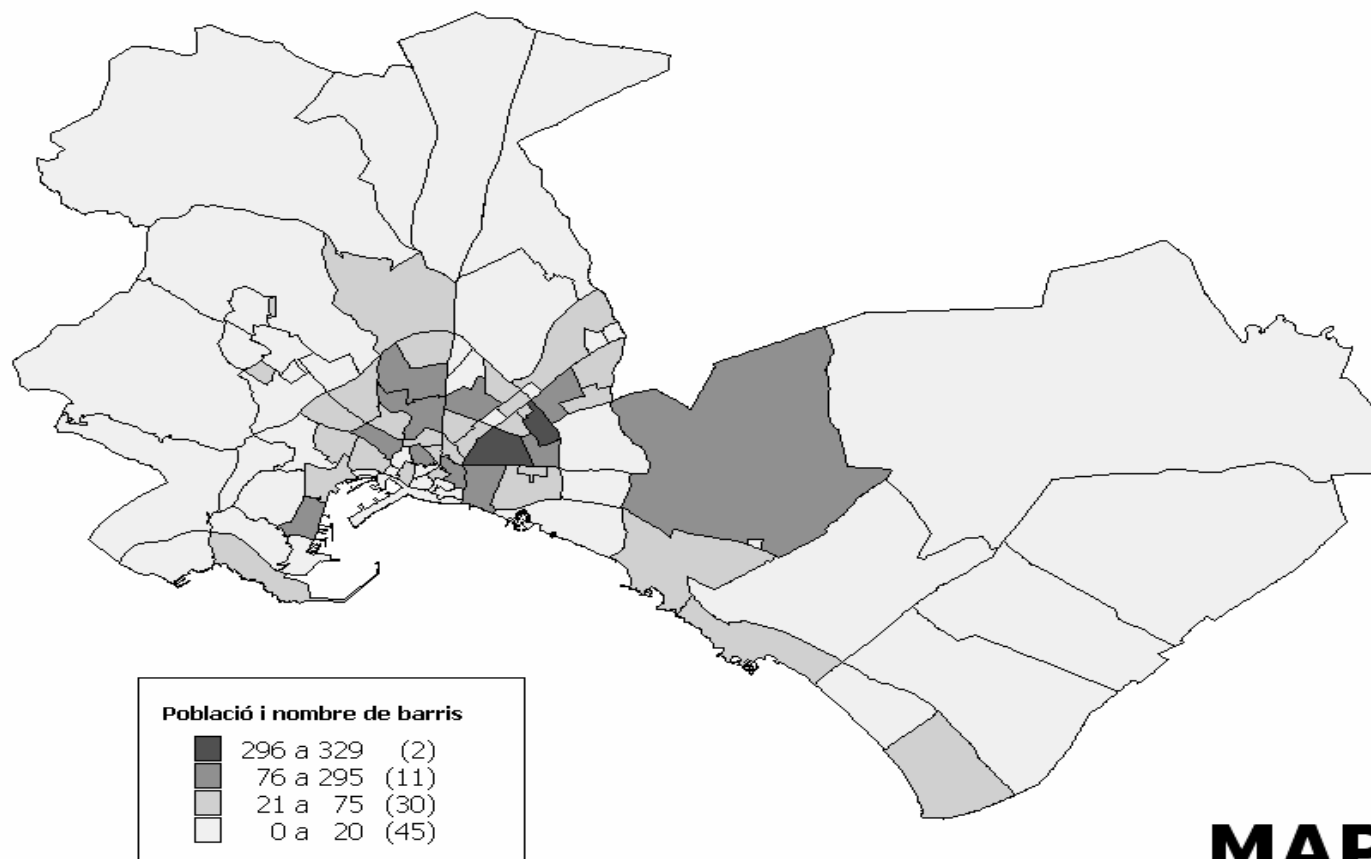 Població i nombre de barris
296 a 329 (2)
76 a 295 (11)
21 a 75 (30)
0 a 20 (45)